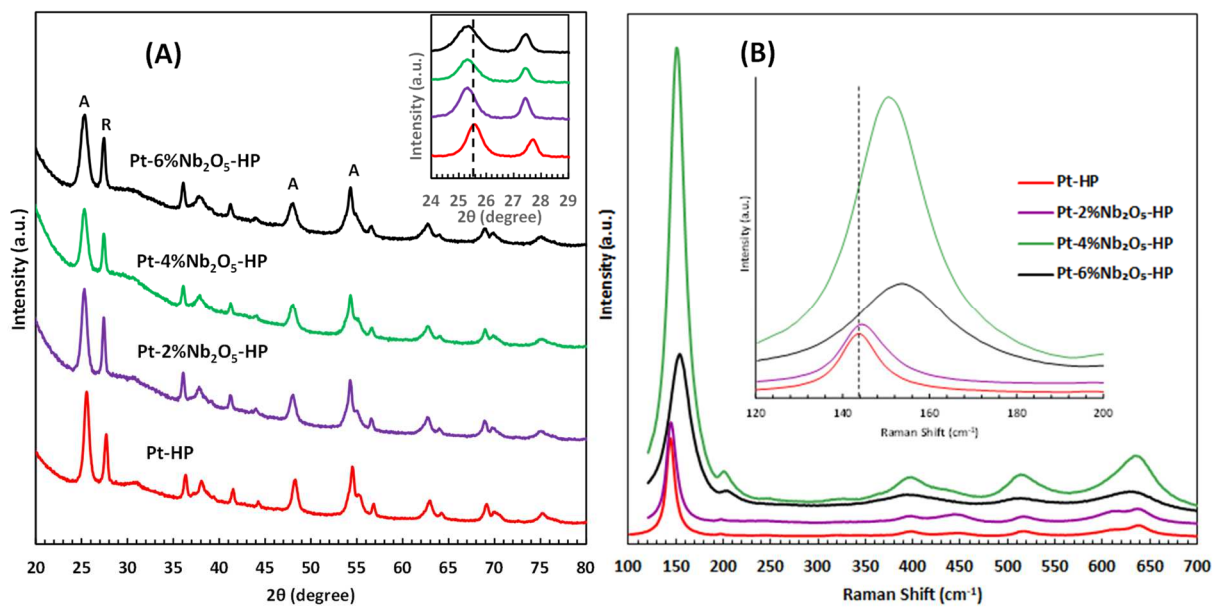 (A)
Intensity (a.u.)
A
R
A
A
Pt-6%Nb₂O₅-HP
Pt-4%Nb₂O₅-HP
Pt-2%Nb₂O₅-HP
Pt-HP
20 25 30 35 40 45 50 55 60 65 70 75 80
2θ (degree)
Intensity (a.u.)
24 25 26 27 28 29
2θ (degree)
(B)
Intensity (a.u.)
100 150 200 250 300 350 400 450 500 550 600 650 700
Raman Shift (cm⁻¹)
Intensity (a.u.)
120 140 160 180 200
Raman Shift (cm⁻¹)
Pt-HP
Pt-2%Nb₂O₅-HP
Pt-4%Nb₂O₅-HP
Pt-6%Nb₂O₅-HP